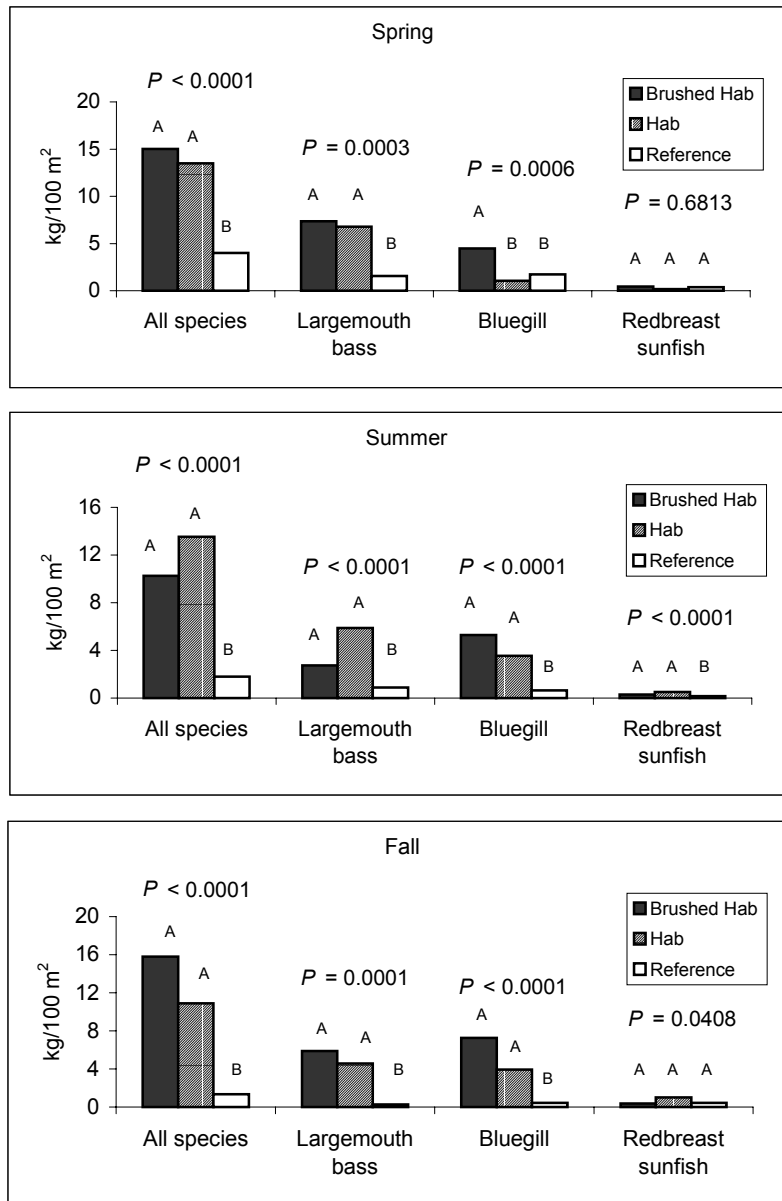 Spring
P < 0.0001
P = 0.0003
P = 0.0006
P = 0.6813
Brushed Hab
Hab
Reference
kg/100 m²
20
15
10
5
0
A A B
A A B
A B B
A A A
All species
Largemouth bass
Bluegill
Redbreast sunfish
Summer
P < 0.0001
P < 0.0001
P < 0.0001
P < 0.0001
Brushed Hab
Hab
Reference
kg/100 m²
16
12
8
4
0
A A B
A A B
A A B
A A B
All species
Largemouth bass
Bluegill
Redbreast sunfish
Fall
P < 0.0001
P = 0.0001
P < 0.0001
P = 0.0408
Brushed Hab
Hab
Reference
kg/100 m²
20
16
12
8
4
0
A A B
A A B
A A B
A A A
All species
Largemouth bass
Bluegill
Redbreast sunfish